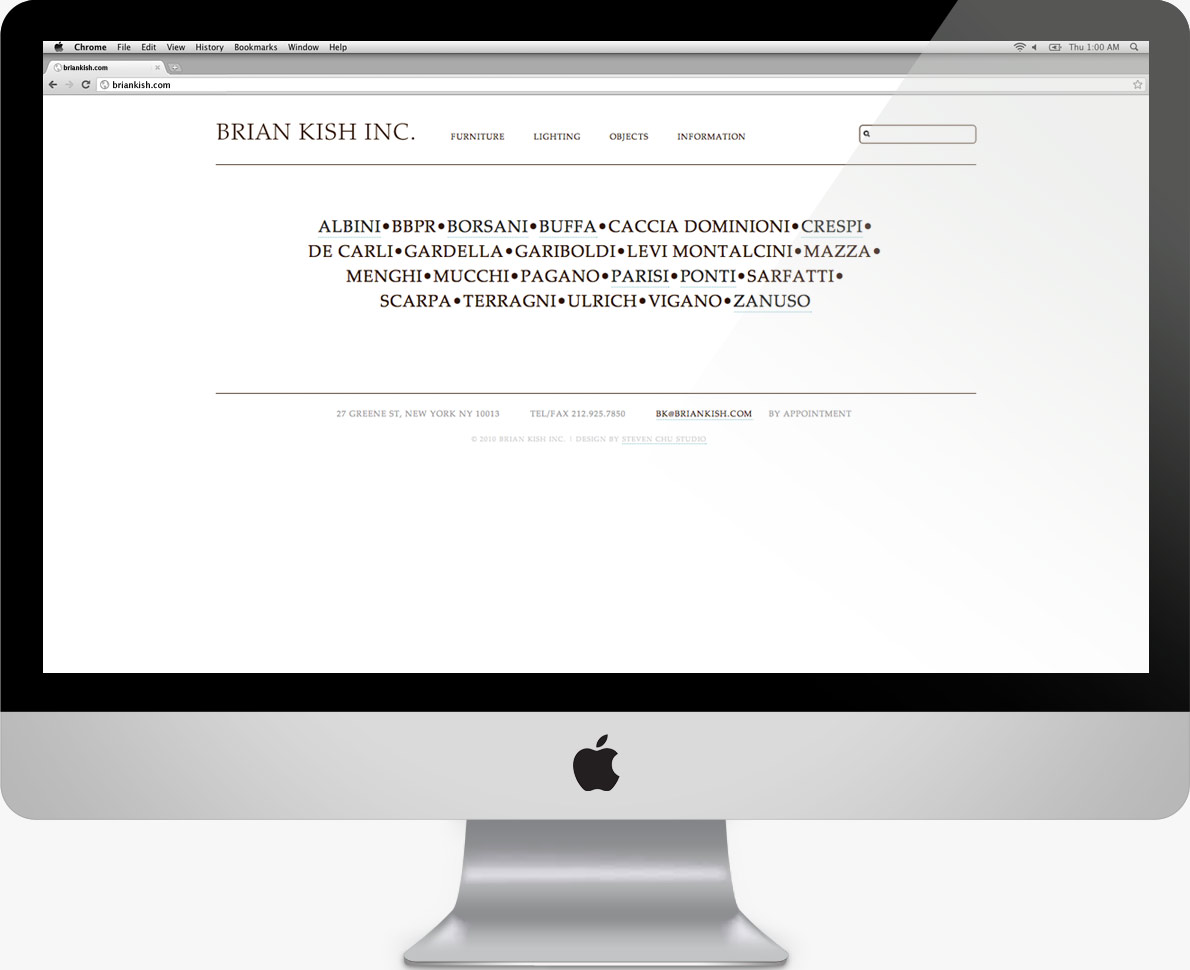 Chrome File Edit View History Bookmarks Window Help Thu 1:00 AM
briankish.com
briankish.com
BRIAN KISH INC. FURNITURE LIGHTING OBJECTS INFORMATION
ALBINI•BBPR•BORSANI•BUFFA•CACCIA DOMINIONI•CRESPI•
DE CARLI•GARDELLA•GARIBOLDI•LEVI MONTALCINI•MAZZA•
MENGHI•MUCCHI•PAGANO•PARISI•PONTI•SARFATTI•
SCARPA•TERRAGNI•ULRICH•VIGANO•ZANUSO
27 GREENE ST, NEW YORK NY 10013 TEL/FAX 212.925.7850 BK@BRIANKISH.COM BY APPOINTMENT
© 2010 BRIAN KISH INC. | DESIGN BY STEVEN CHU STUDIO